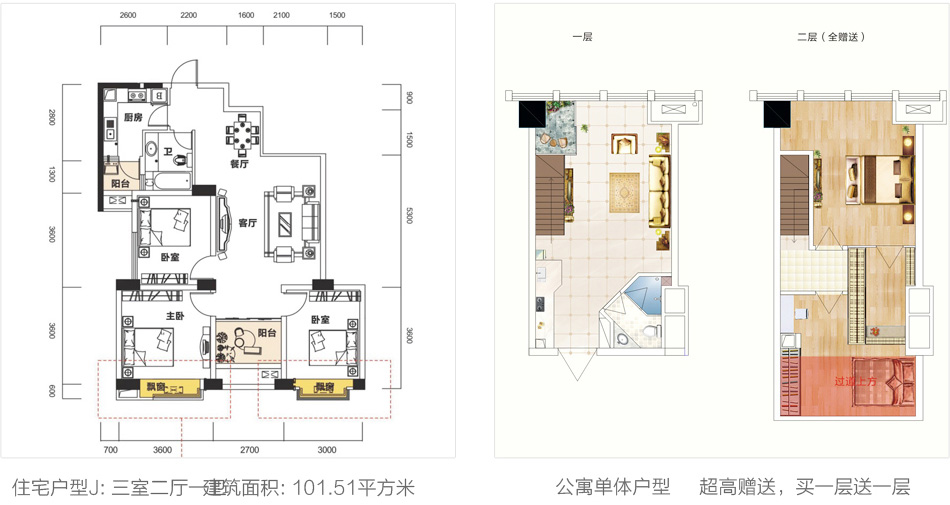 2600 2200 1600 2100 1500
厨房
卫
餐厅
阳台
客厅
卧室
主卧
阳台
卧室
飘窗
飘房
2800
1300
3600
3600
600
900
1500
5300
3600
700 3600 2700 3000
住宅户型J: 三室二厅一卫 建筑面积: 101.51平方米
一层
二层(全赠送)
过道上方
公寓单体户型 超高赠送,买一层送一层